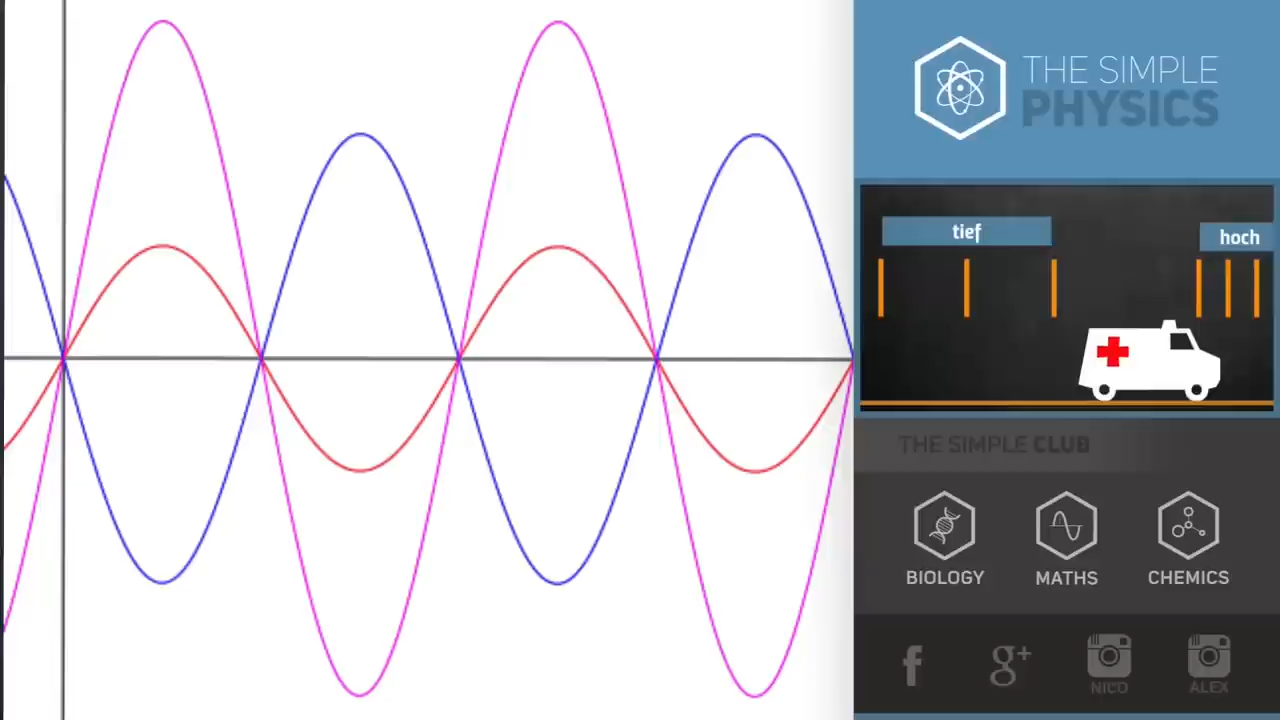 THE SIMPLE
PHYSICS
tief
hoch
THE SIMPLE CLUB
BIOLOGY
MATHS
CHEMICS
f
g+
NICO
ALEX